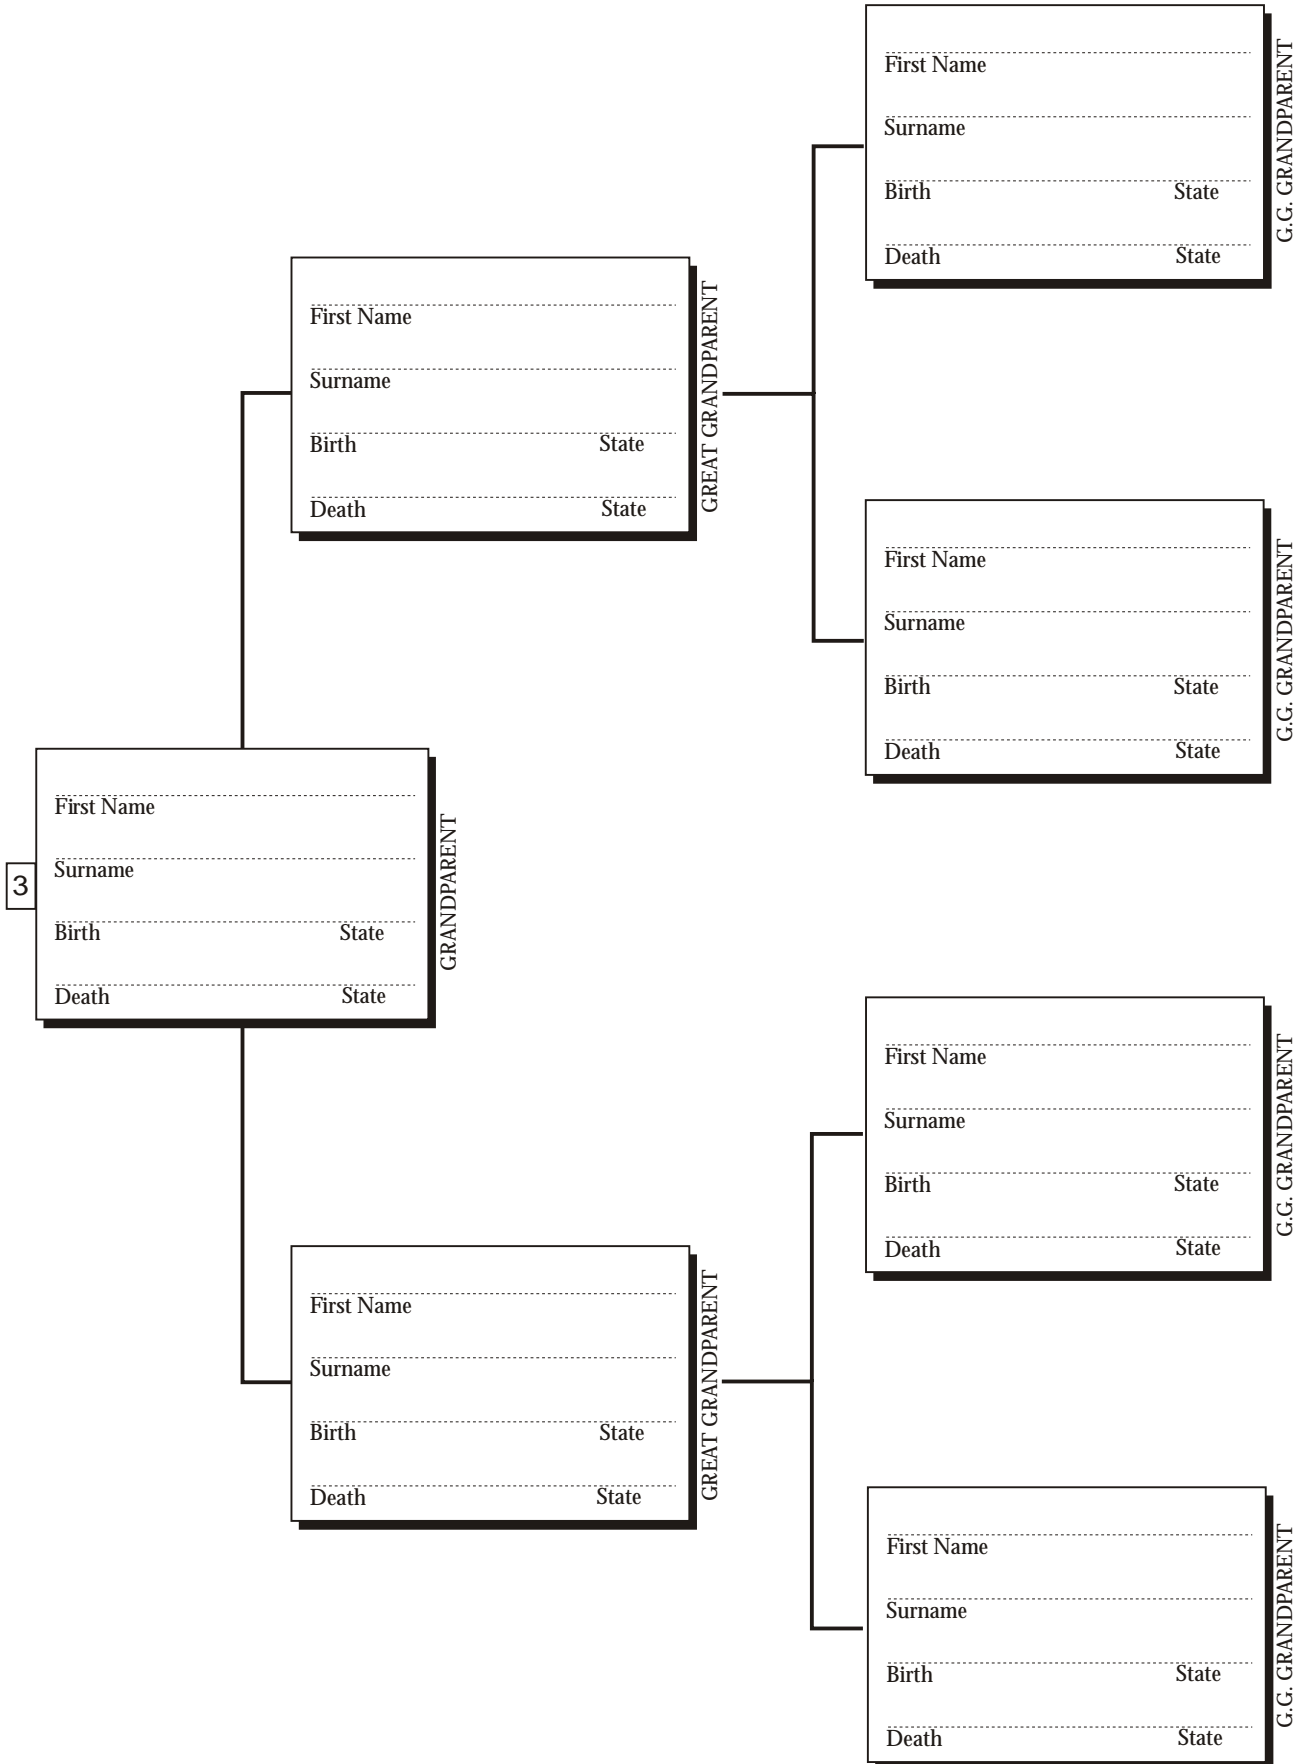 First Name
Surname
Birth State
Death State
G.G. GRANDPARENT
First Name
Surname
Birth State
Death State
GREAT GRANDPARENT
First Name
Surname
Birth State
Death State
G.G. GRANDPARENT
3
First Name
Surname
Birth State
Death State
GRANDPARENT
First Name
Surname
Birth State
Death State
G.G. GRANDPARENT
First Name
Surname
Birth State
Death State
GREAT GRANDPARENT
First Name
Surname
Birth State
Death State
G.G. GRANDPARENT